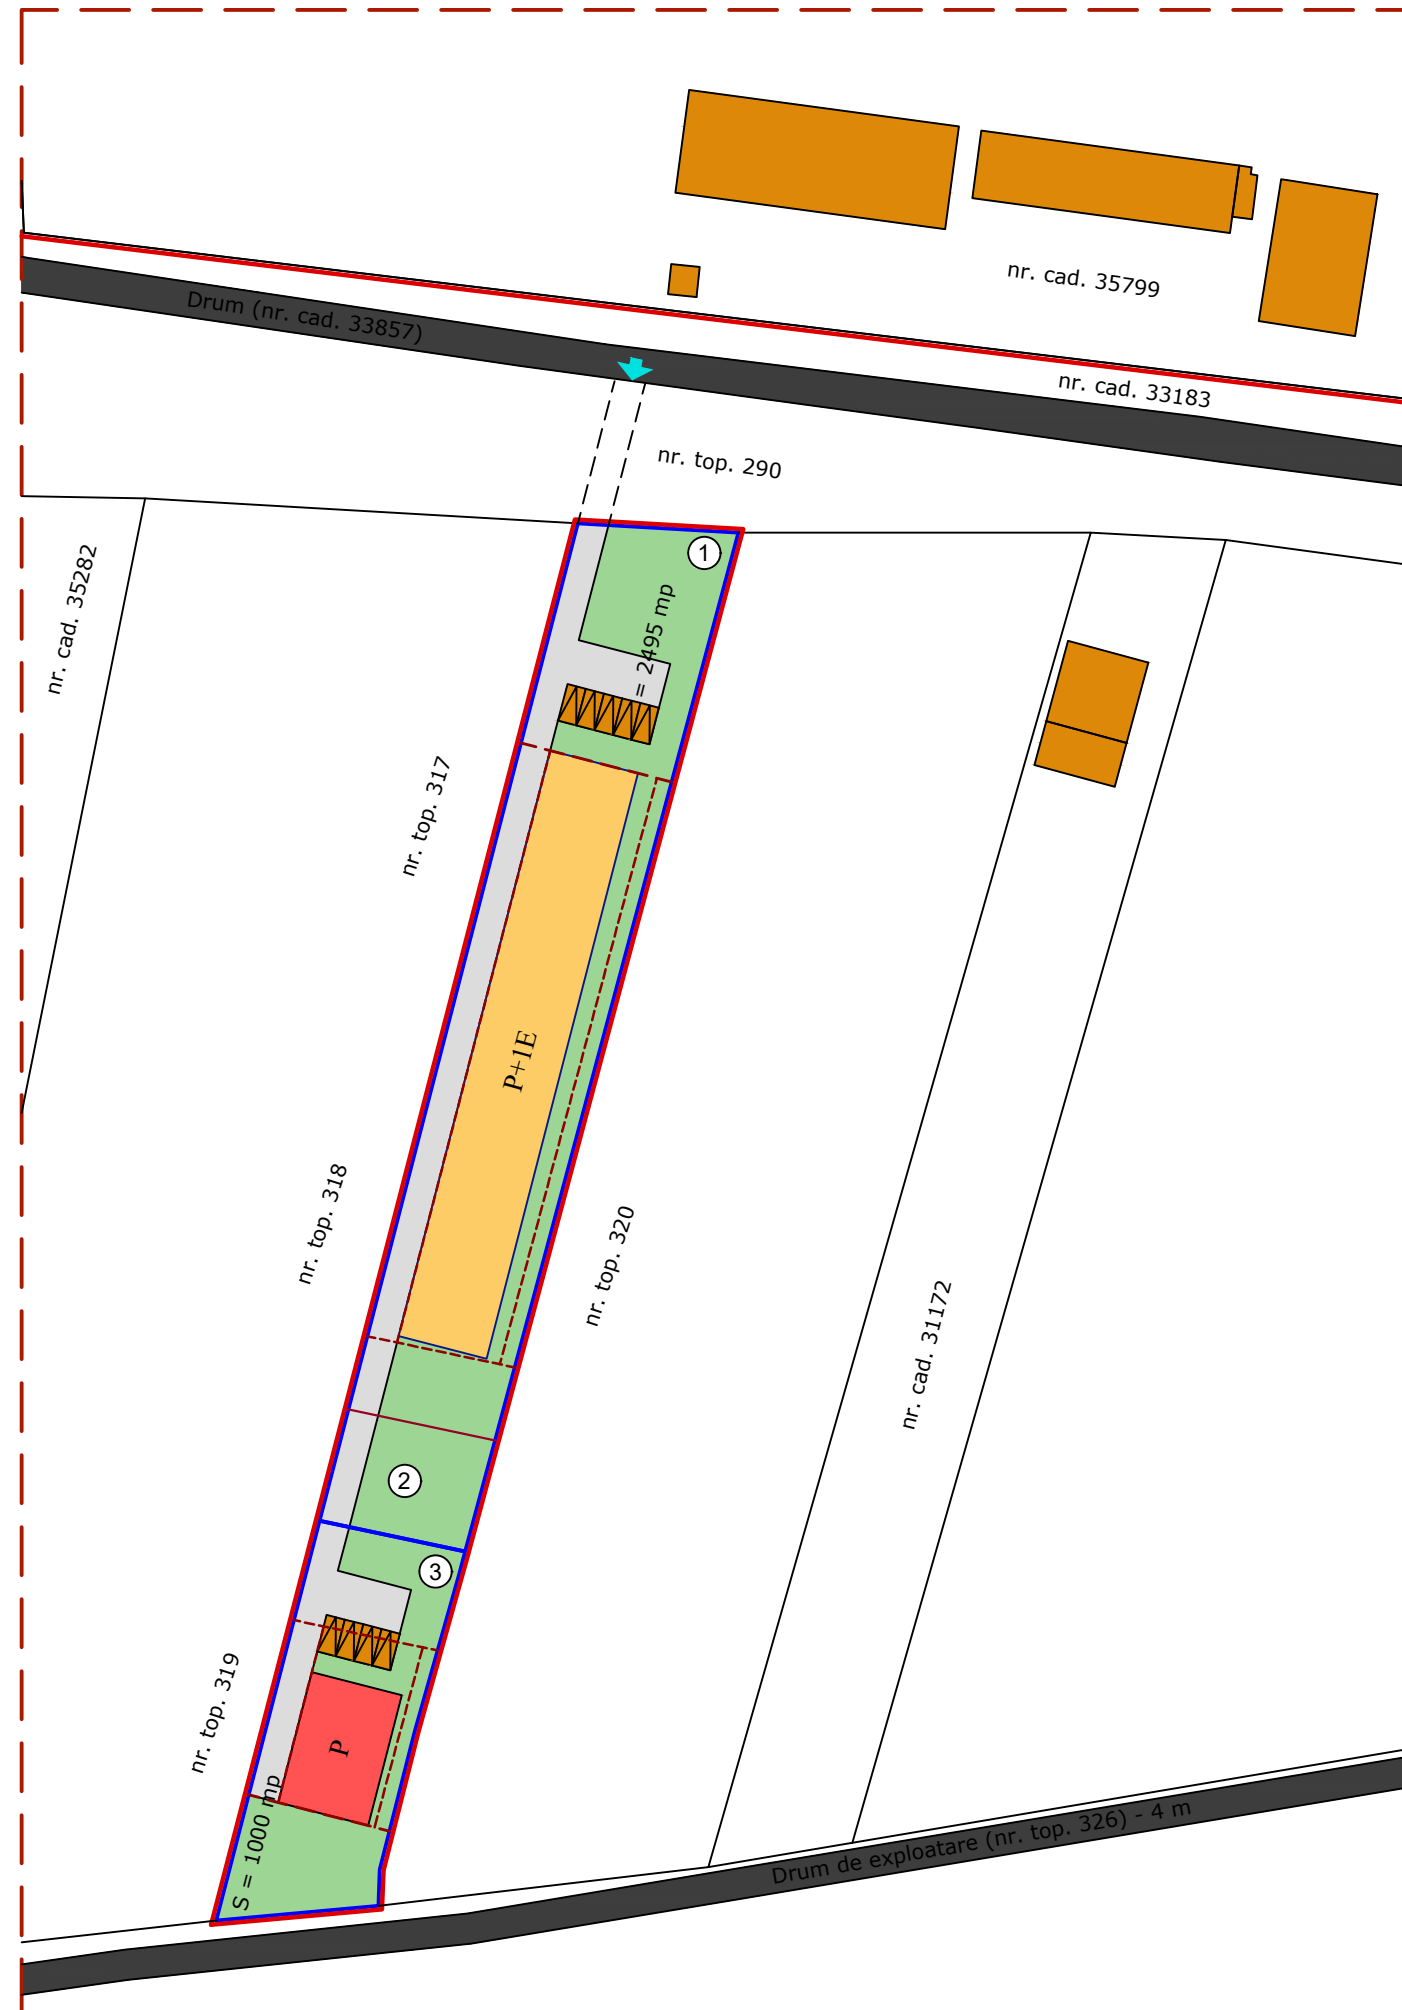 nr. cad. 35799
Drum (nr. cad. 33857)
nr. cad. 33183
nr. top. 290
nr. cad. 35282
1
= 2495 mp
nr. top. 317
P+1E
nr. top. 318
nr. top. 320
nr. cad. 31172
2
3
nr. top. 319
P
S = 1000 mp
Drum de exploatare (nr. top. 326) - 4 m